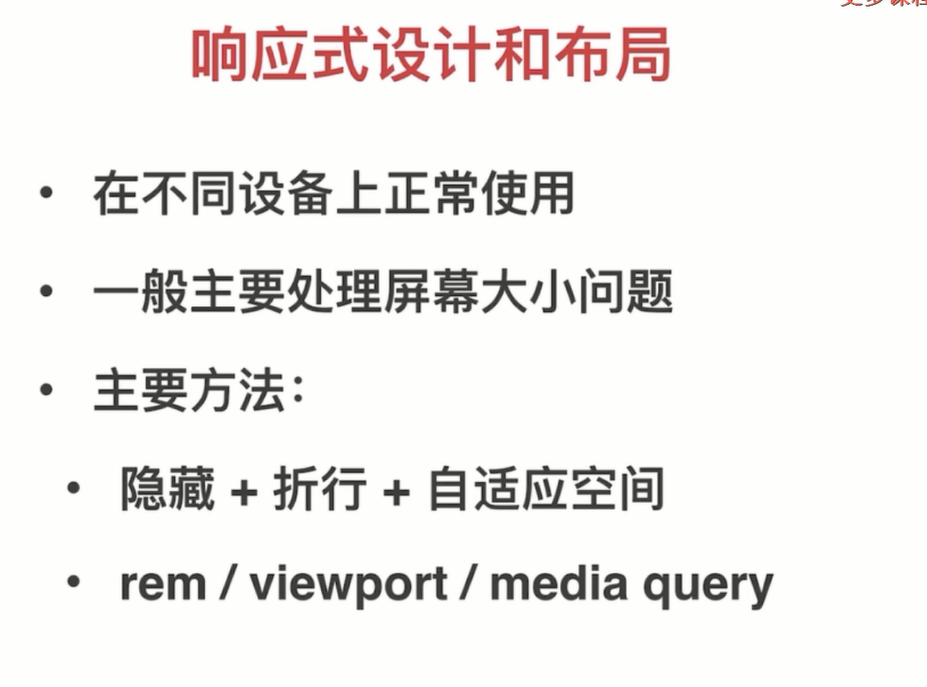 响应式设计和布局
• 在不同设备上正常使用
• 一般主要处理屏幕大小问题
• 主要方法：
• 隐藏 + 折行 + 自适应空间
• rem / viewport / media query